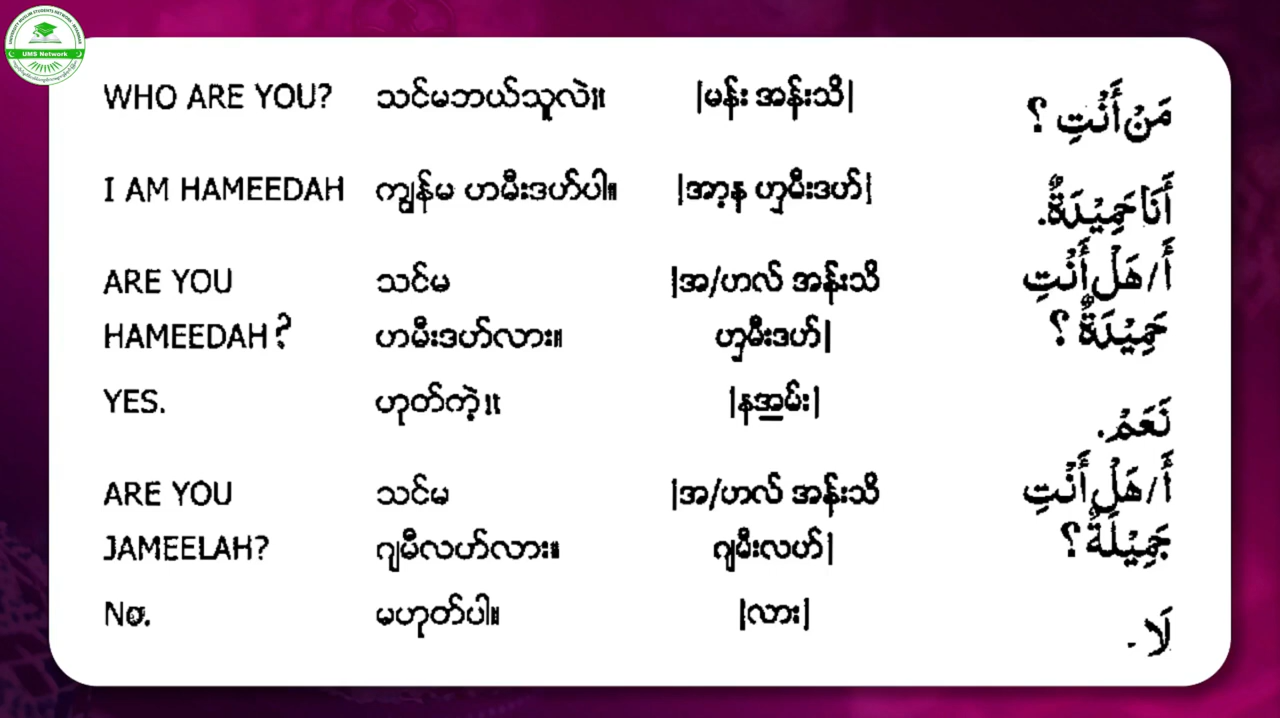 UMS Network
WHO ARE YOU? သင်မဘယ်သူလဲ။ |မန်း အန်းသိ| مَنْ أَنْتِ ؟
I AM HAMEEDAH ကျွန်မ ဟမီးဒဟ်ပါ။ |အာ့န ဟှမီးဒဟ်| أَنَا حَمِيْدَةٌ.
ARE YOU သင်မ |အ/ဟလ် အန်းသိ أَ/هَلْ أَنْتِ
HAMEEDAH? ဟမီးဒဟ်လား။ ဟှမီးဒဟ်| حَمِيْدَةٌ ؟
YES. ဟုတ်ကဲ့။ |နအမ်း| نَعَمْ.
ARE YOU သင်မ |အ/ဟလ် အန်းသိ أَ/هَلْ أَنْتِ
JAMEELAH? ဂျမီလဟ်လား။ ဂျမီးလဟ်| جَمِيْلَةٌ ؟
No. မဟုတ်ပါ။ |လား| لَا.